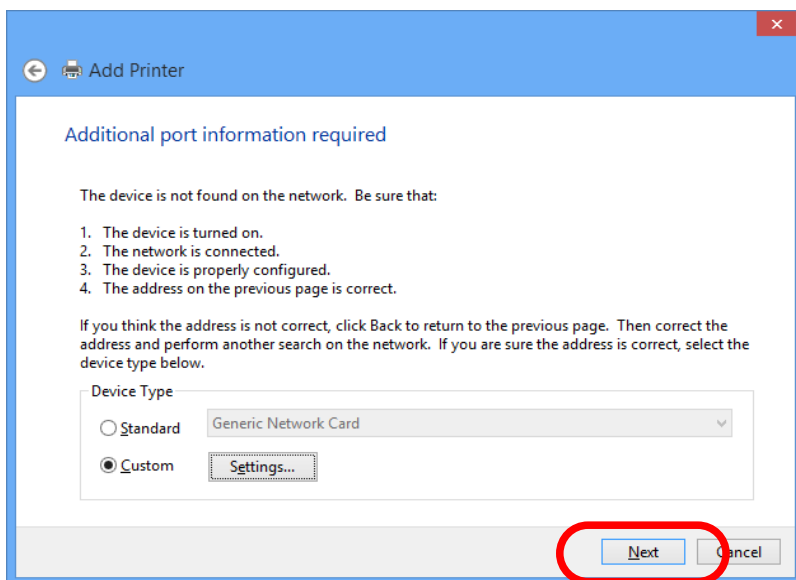 Add Printer
Additional port information required
The device is not found on the network.  Be sure that:
1.  The device is turned on.
2.  The network is connected.
3.  The device is properly configured.
4.  The address on the previous page is correct.
If you think the address is not correct, click Back to return to the previous page.  Then correct the
address and perform another search on the network.  If you are sure the address is correct, select the
device type below.
Device Type
Standard
Generic Network Card
Custom
Settings...
Next
Cancel